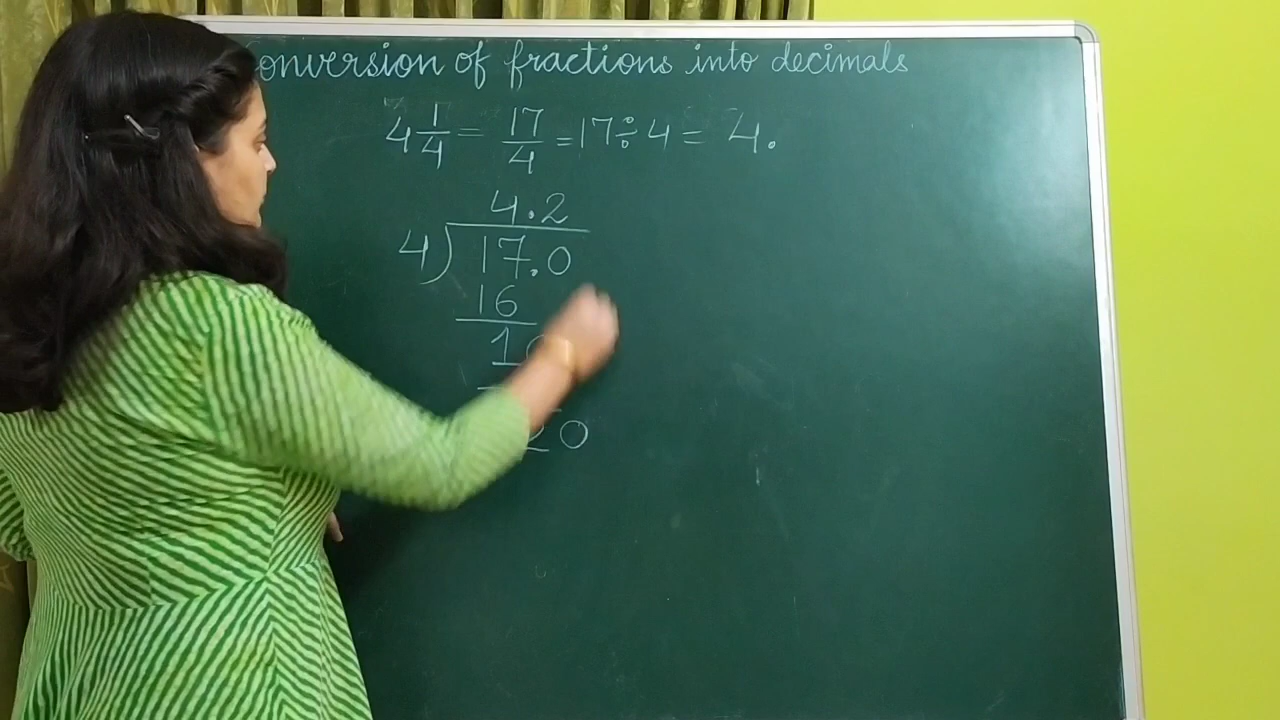 onversion of fractions into decimals
4 1/4 = 17/4 = 17 ÷ 4 = 4.
4.2
4) 17.0
16
10
20